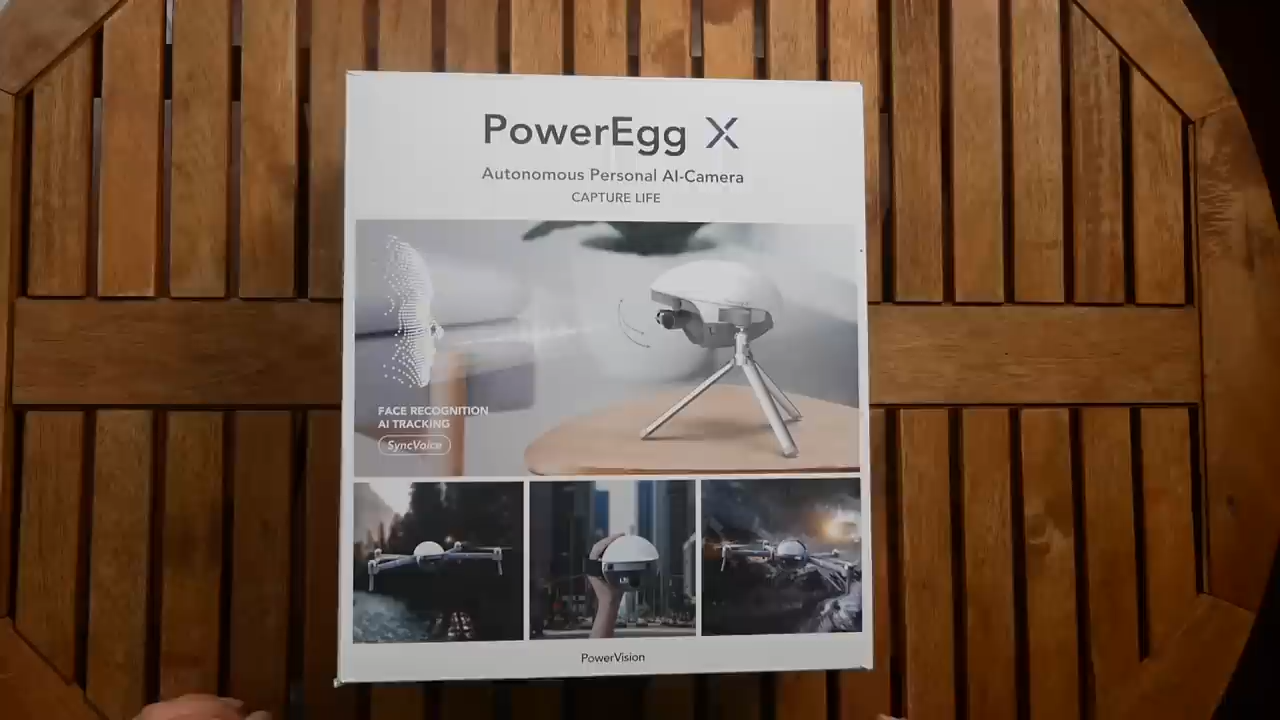 PowerEgg X
Autonomous Personal AI-Camera
CAPTURE LIFE
FACE RECOGNITION
AI TRACKING
SyncVoice
PowerVision